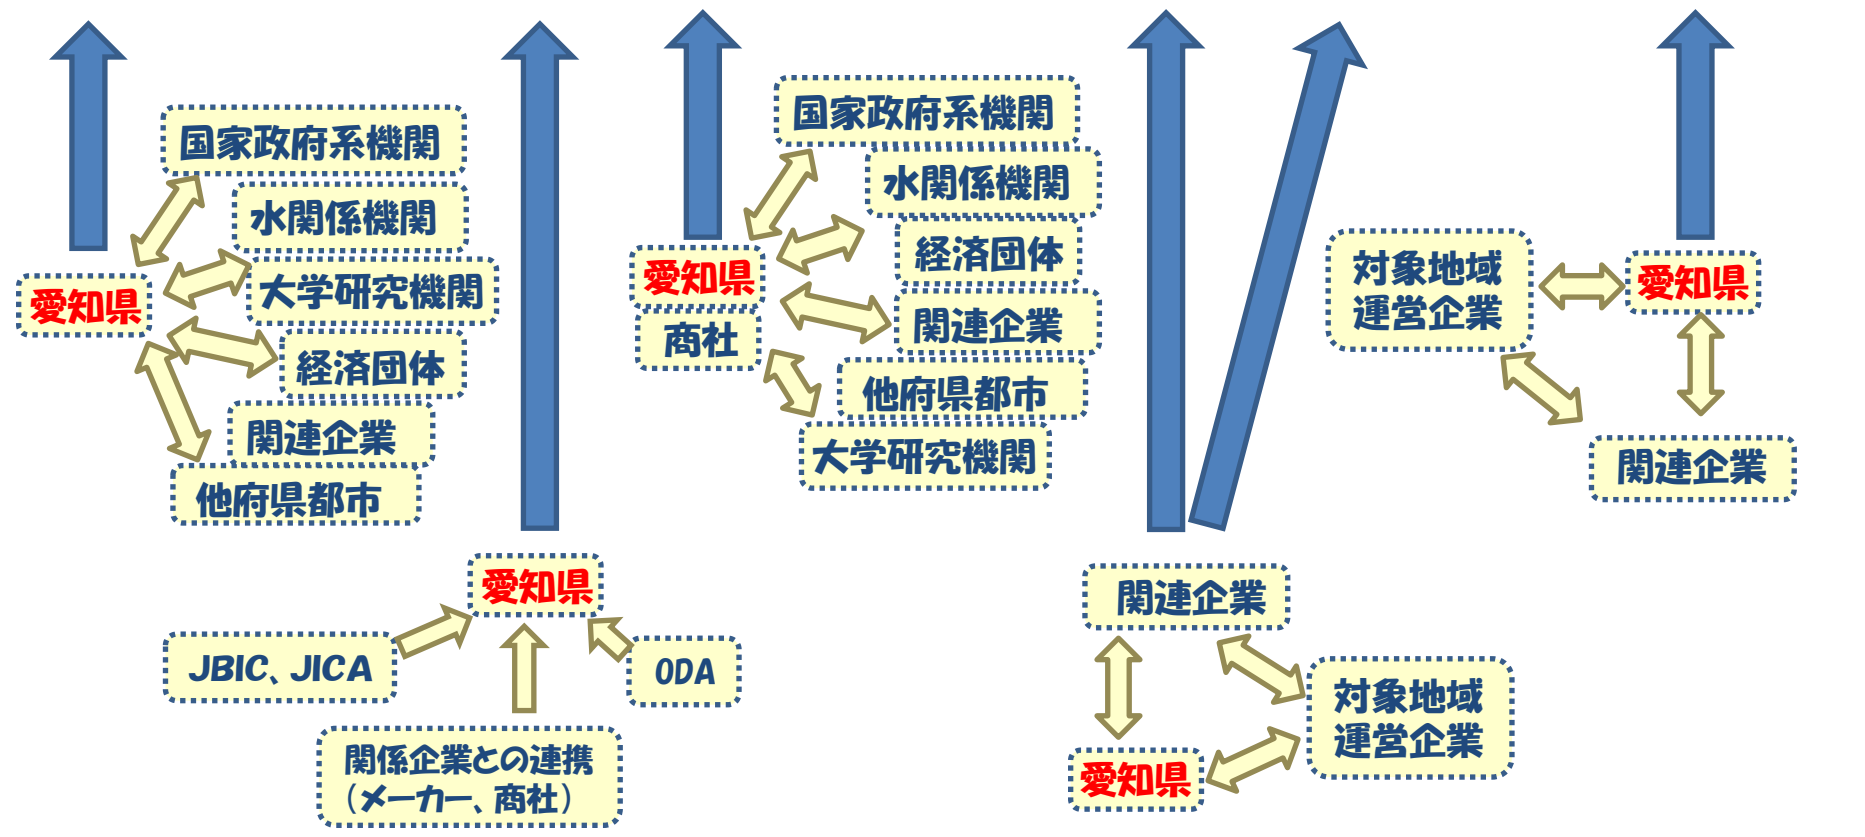 国家政府系機関
水関係機関
大学研究機関
愛知県
経済団体
関連企業
他府県都市
愛知県
JBIC、JICA
ODA
関係企業との連携
（メーカー、商社）
国家政府系機関
水関係機関
経済団体
愛知県
商社
関連企業
他府県都市
大学研究機関
関連企業
対象地域
運営企業
愛知県
対象地域
運営企業
愛知県
関連企業